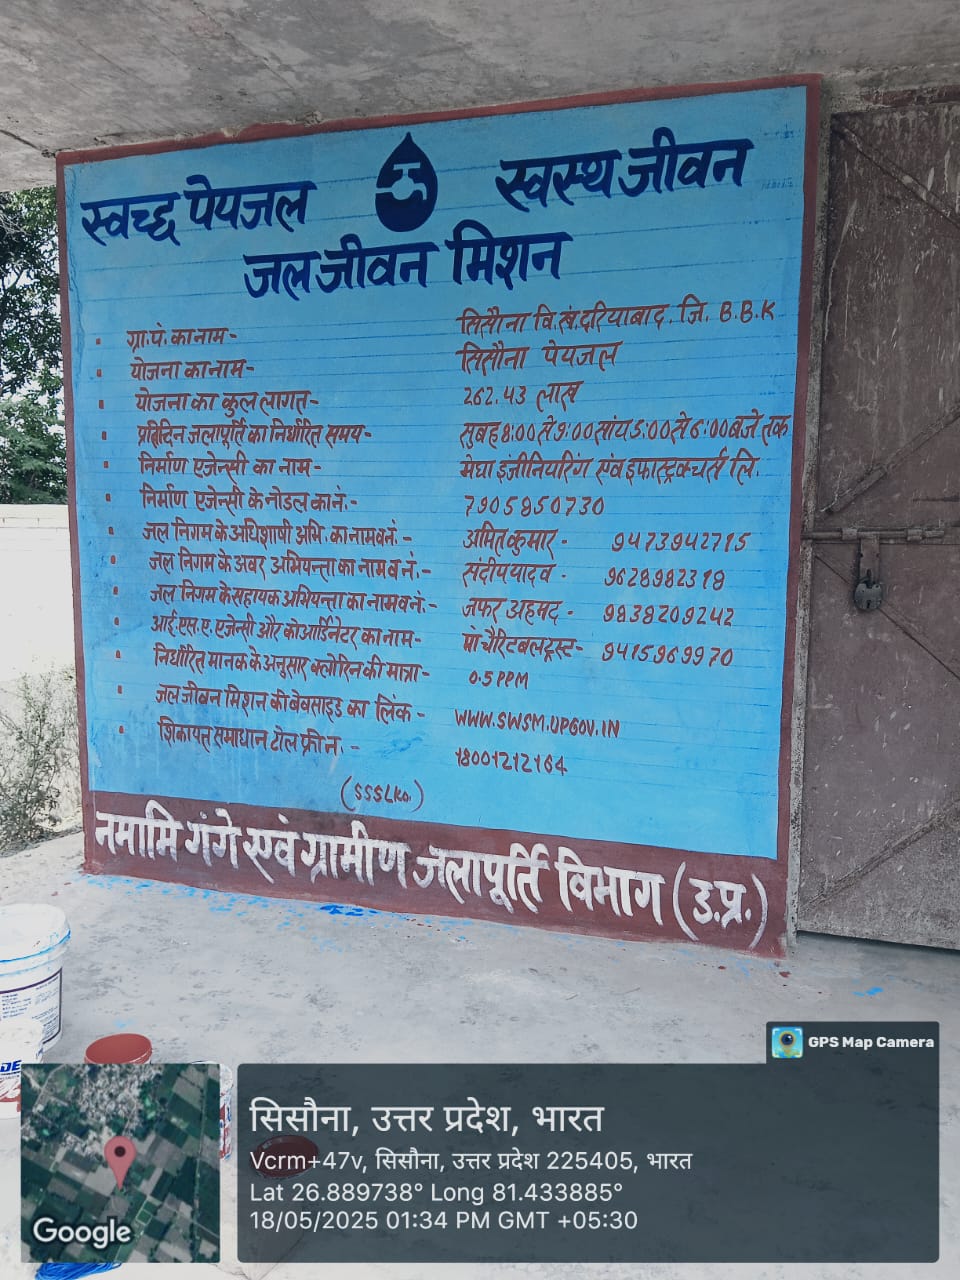 स्वच्छ पेयजल स्वस्थ जीवन
जल जीवन मिशन
ग्रा.पं. का नाम- सिसौना वि.खं.दरियाबाद जि. B.B.K
योजना का नाम- सिसौना पेयजल
योजना का कुल लागत- 262.43 लाख
प्रतिदिन जलापूर्ति का निर्धारित समय- सुबह 8:00 से 9:00 सांय 5:00 से 6:00 बजे तक
निर्माण एजेन्सी का नाम- मेघा इंजीनियरिंग एंव इफास्ट्रक्चर्स लि.
निर्माण एजेन्सी के नोडल का नं.- 7905850730
जल निगम के अधिशाषी अभि. का नाम व नं.- अमित कुमार- 9473942715
जल निगम के अवर अभियन्ता का नाम व नं.- संदीप यादव- 9628982318
जल निगम के सहायक अभियन्ता का नाम व नं.- जफर अहमद- 9838209242
आई.एस.ए. एजेन्सी और कोआर्डिनेटर का नाम- मां चैरिटबल ट्रस्ट- 9415969970
निर्धारित मानक के अनुसार क्लोरिन की मात्रा- 0.5 PPM
जल जीवन मिशन की बेवसाइड का लिंक- WWW.SWSM.UPGOV.IN
शिकायत समाधान टोल फ्री न.- 18001212164
(SSSLKo.)
नमामि गंगे एवं ग्रामीण जलापूर्ति विभाग (उ.प्र.)
GPS Map Camera
सिसौना, उत्तर प्रदेश, भारत
Vcrm+47v, सिसौना, उत्तर प्रदेश 225405, भारत
Lat 26.889738° Long 81.433885°
18/05/2025 01:34 PM GMT +05:30
Google